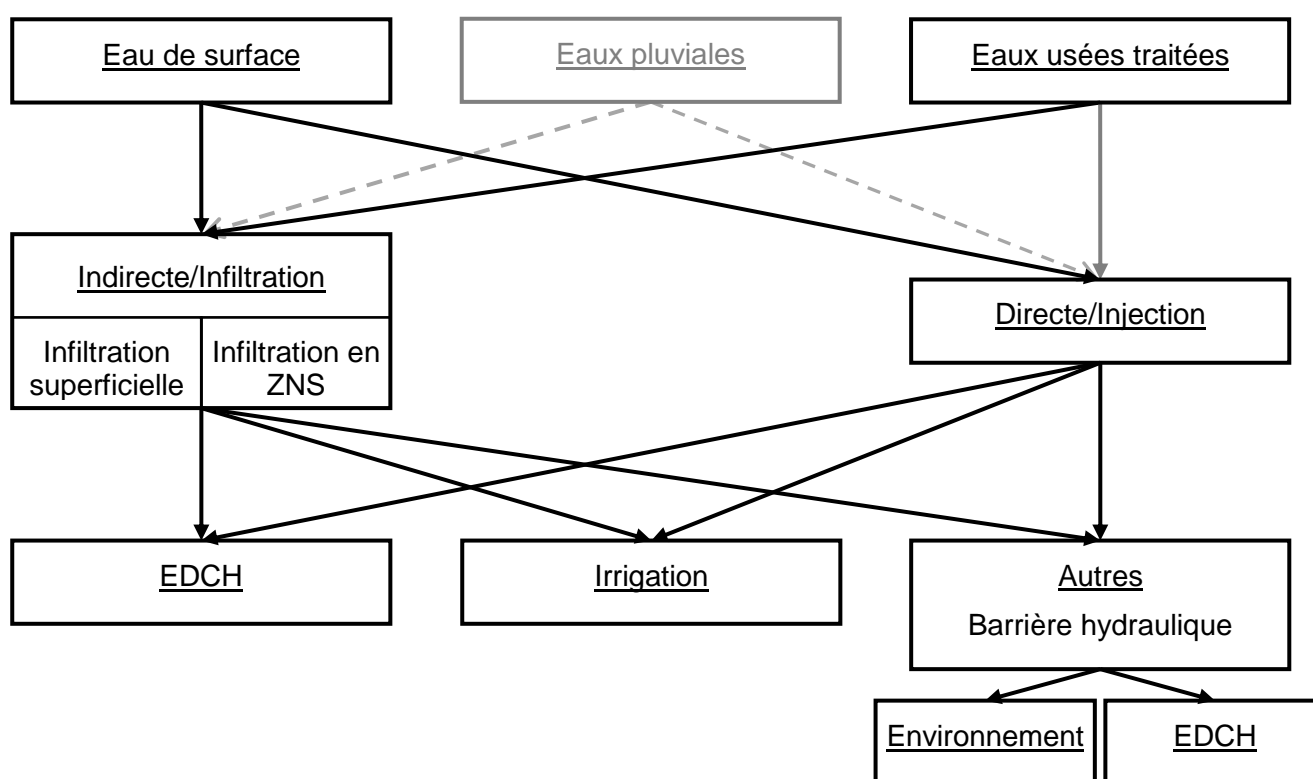 Eau de surface
Eaux pluviales
Eaux usées traitées
Indirecte/Infiltration
Infiltration superficielle
Infiltration en ZNS
Directe/Injection
EDCH
Irrigation
Autres
Barrière hydraulique
Environnement
EDCH